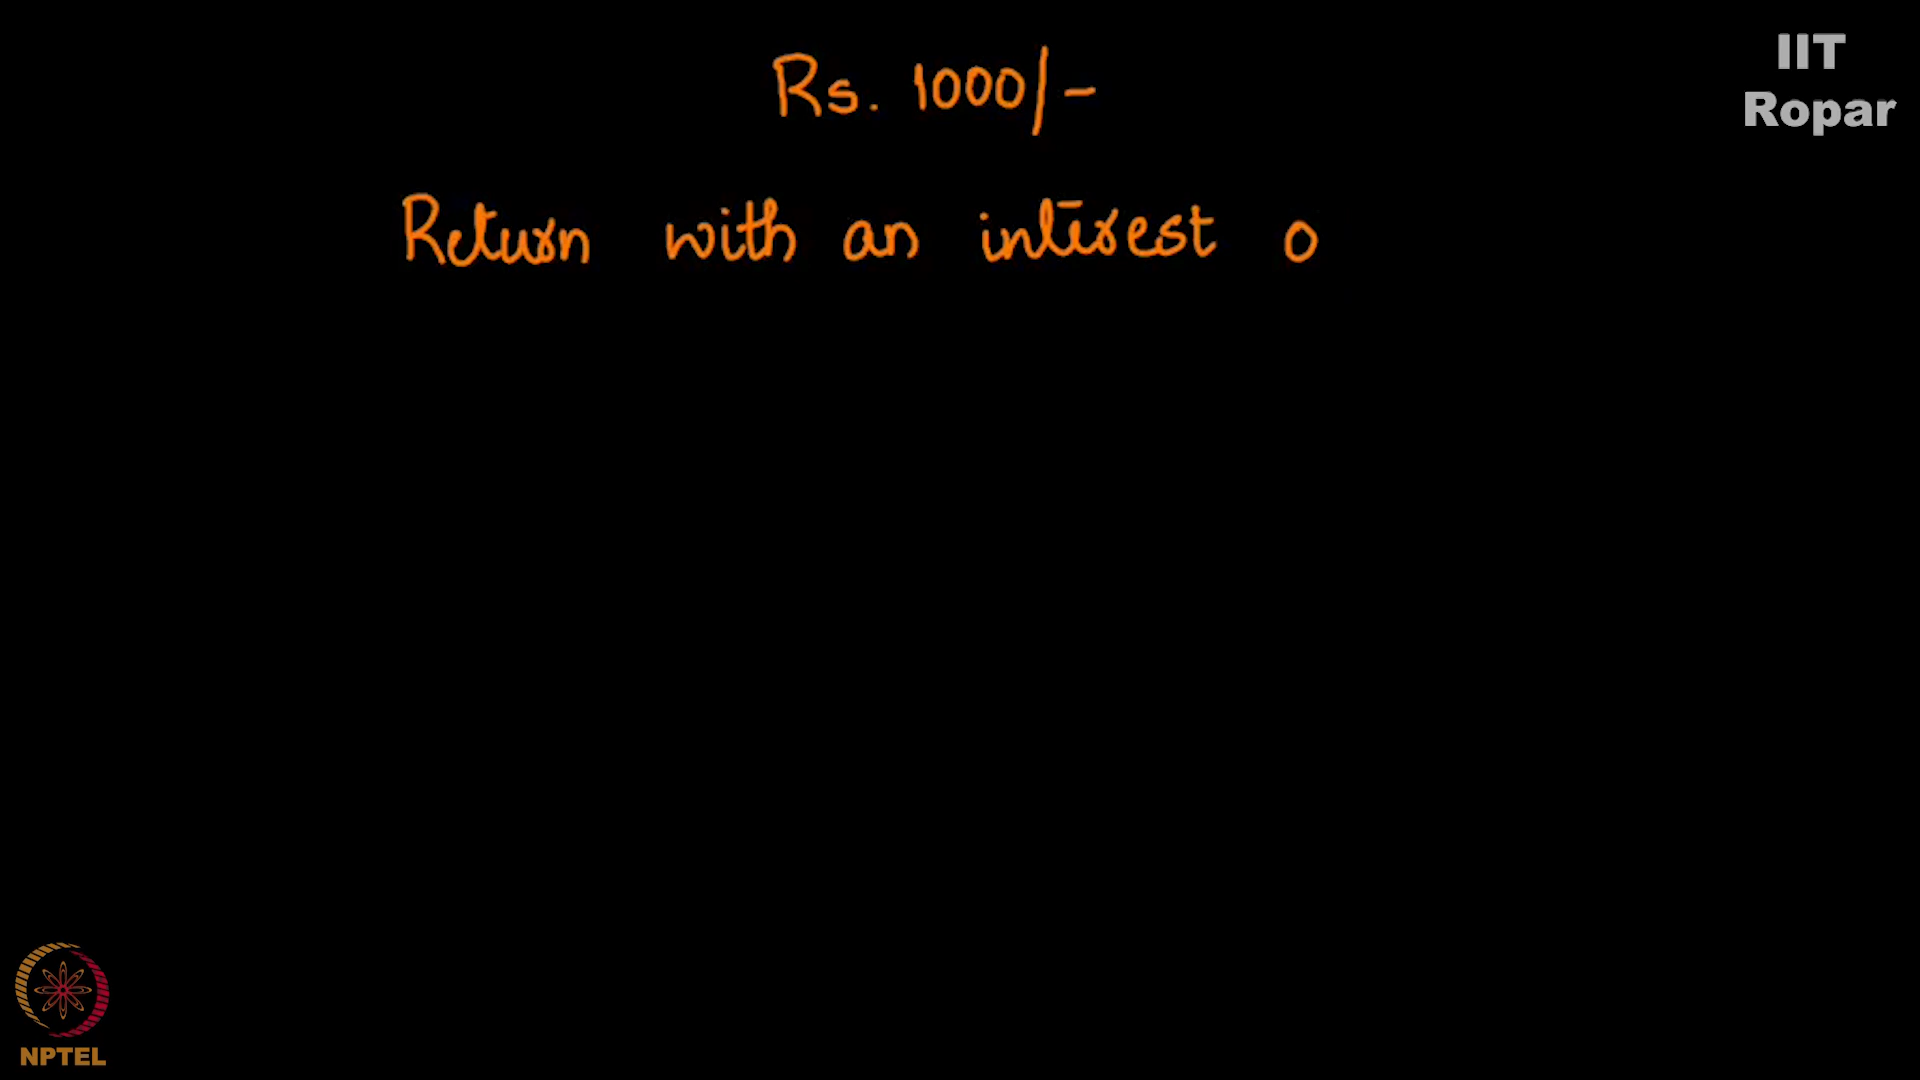 Rs. 1000/-
IIT
Ropar
Return with an interest o
NPTEL